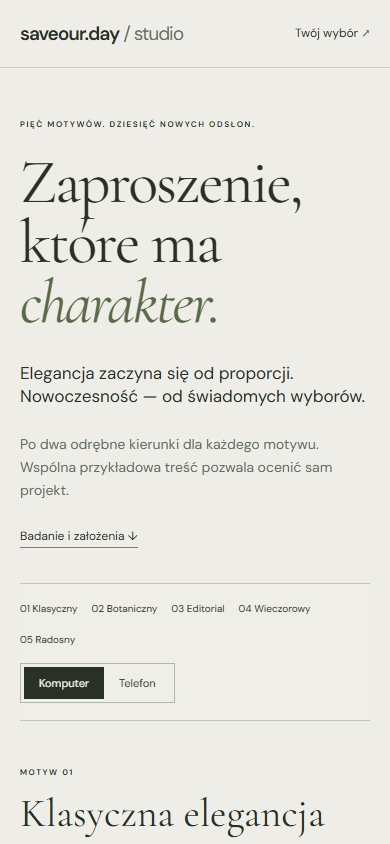 saveour.day / studio
Twój wybór ↗
PIĘĆ MOTYWÓW. DZIESIĘĆ NOWYCH ODSŁON.
Zaproszenie,
które ma
charakter.
Elegancja zaczyna się od proporcji.
Nowoczesność — od świadomych wyborów.
Po dwa odrębne kierunki dla każdego motywu.
Wspólna przykładowa treść pozwala ocenić sam
projekt.
Badanie i założenia ↓
01 Klasyczny 02 Botaniczny 03 Editorial 04 Wieczorowy
05 Radosny
Komputer Telefon
MOTYW 01
Klasyczna elegancja